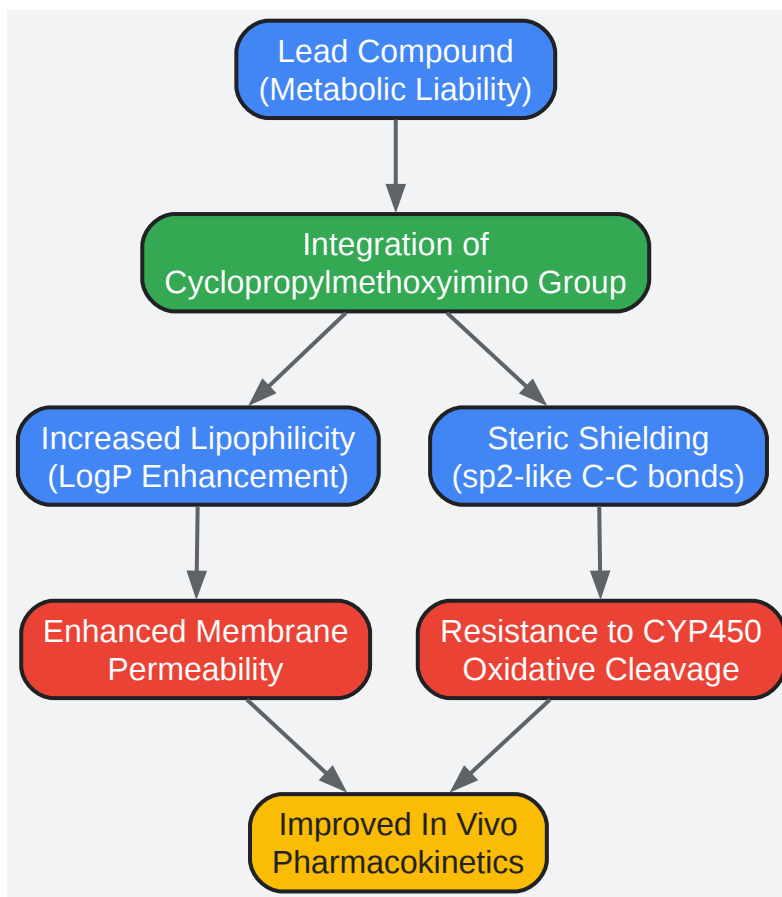 Lead Compound
(Metabolic Liability)
Integration of
Cyclopropylmethoxyimino Group
Increased Lipophilicity
(LogP Enhancement)
Steric Shielding
(sp2-like C-C bonds)
Enhanced Membrane
Permeability
Resistance to CYP450
Oxidative Cleavage
Improved In Vivo
Pharmacokinetics